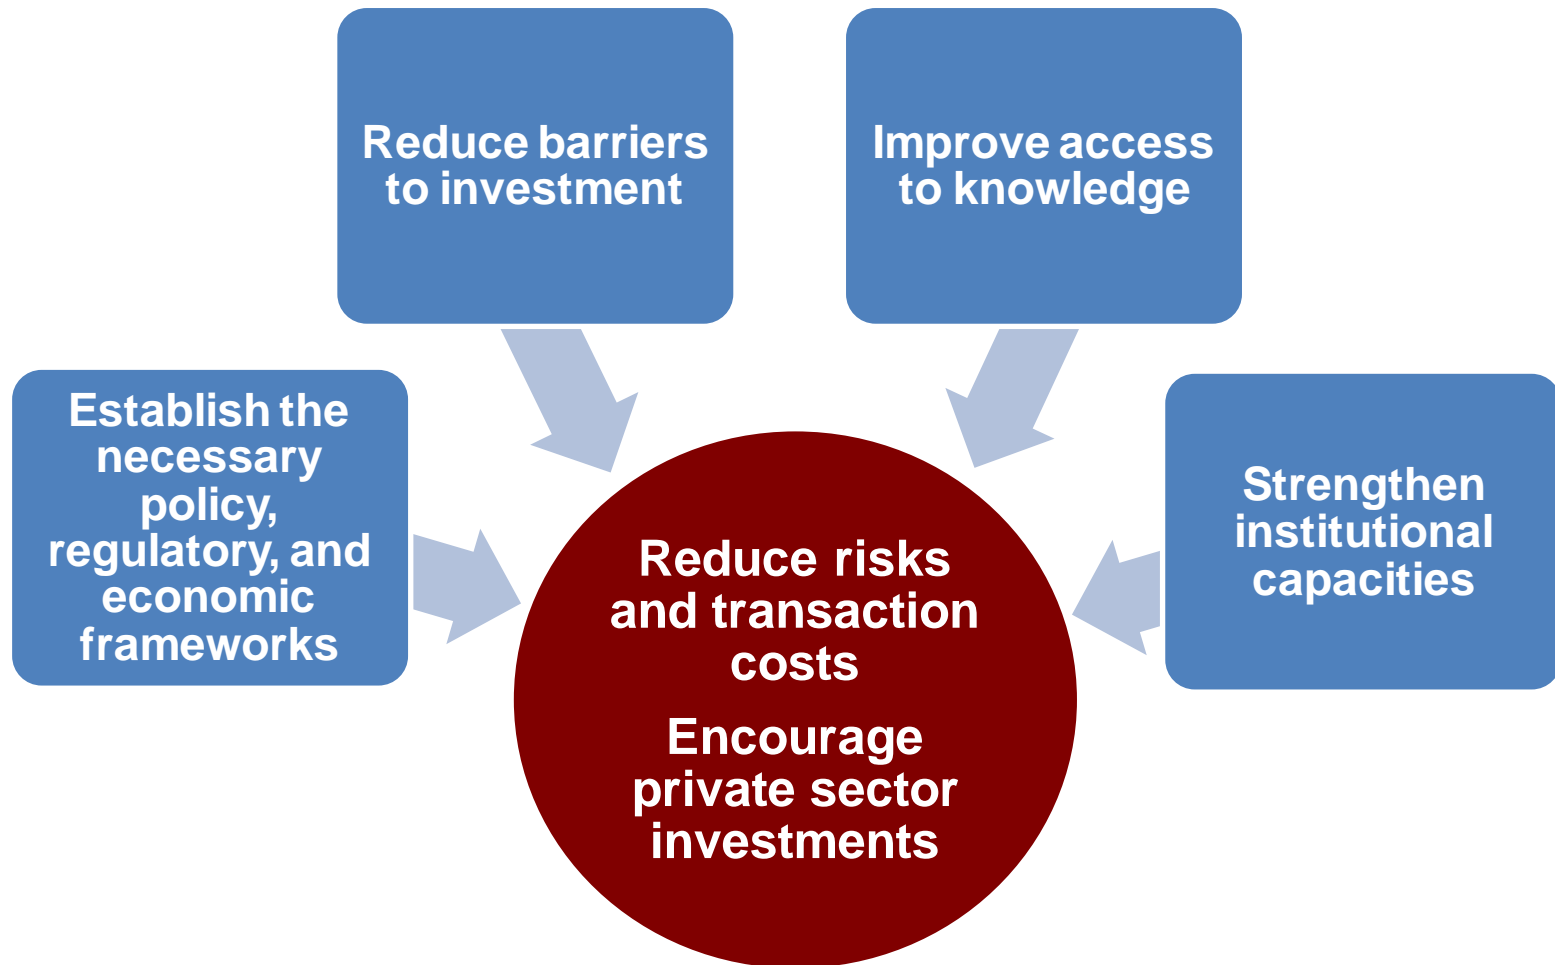 Reduce barriers
to investment
Improve access
to knowledge
Establish the
necessary
policy,
regulatory, and
economic
frameworks
Strengthen
institutional
capacities
Reduce risks
and transaction
costs
Encourage
private sector
investments